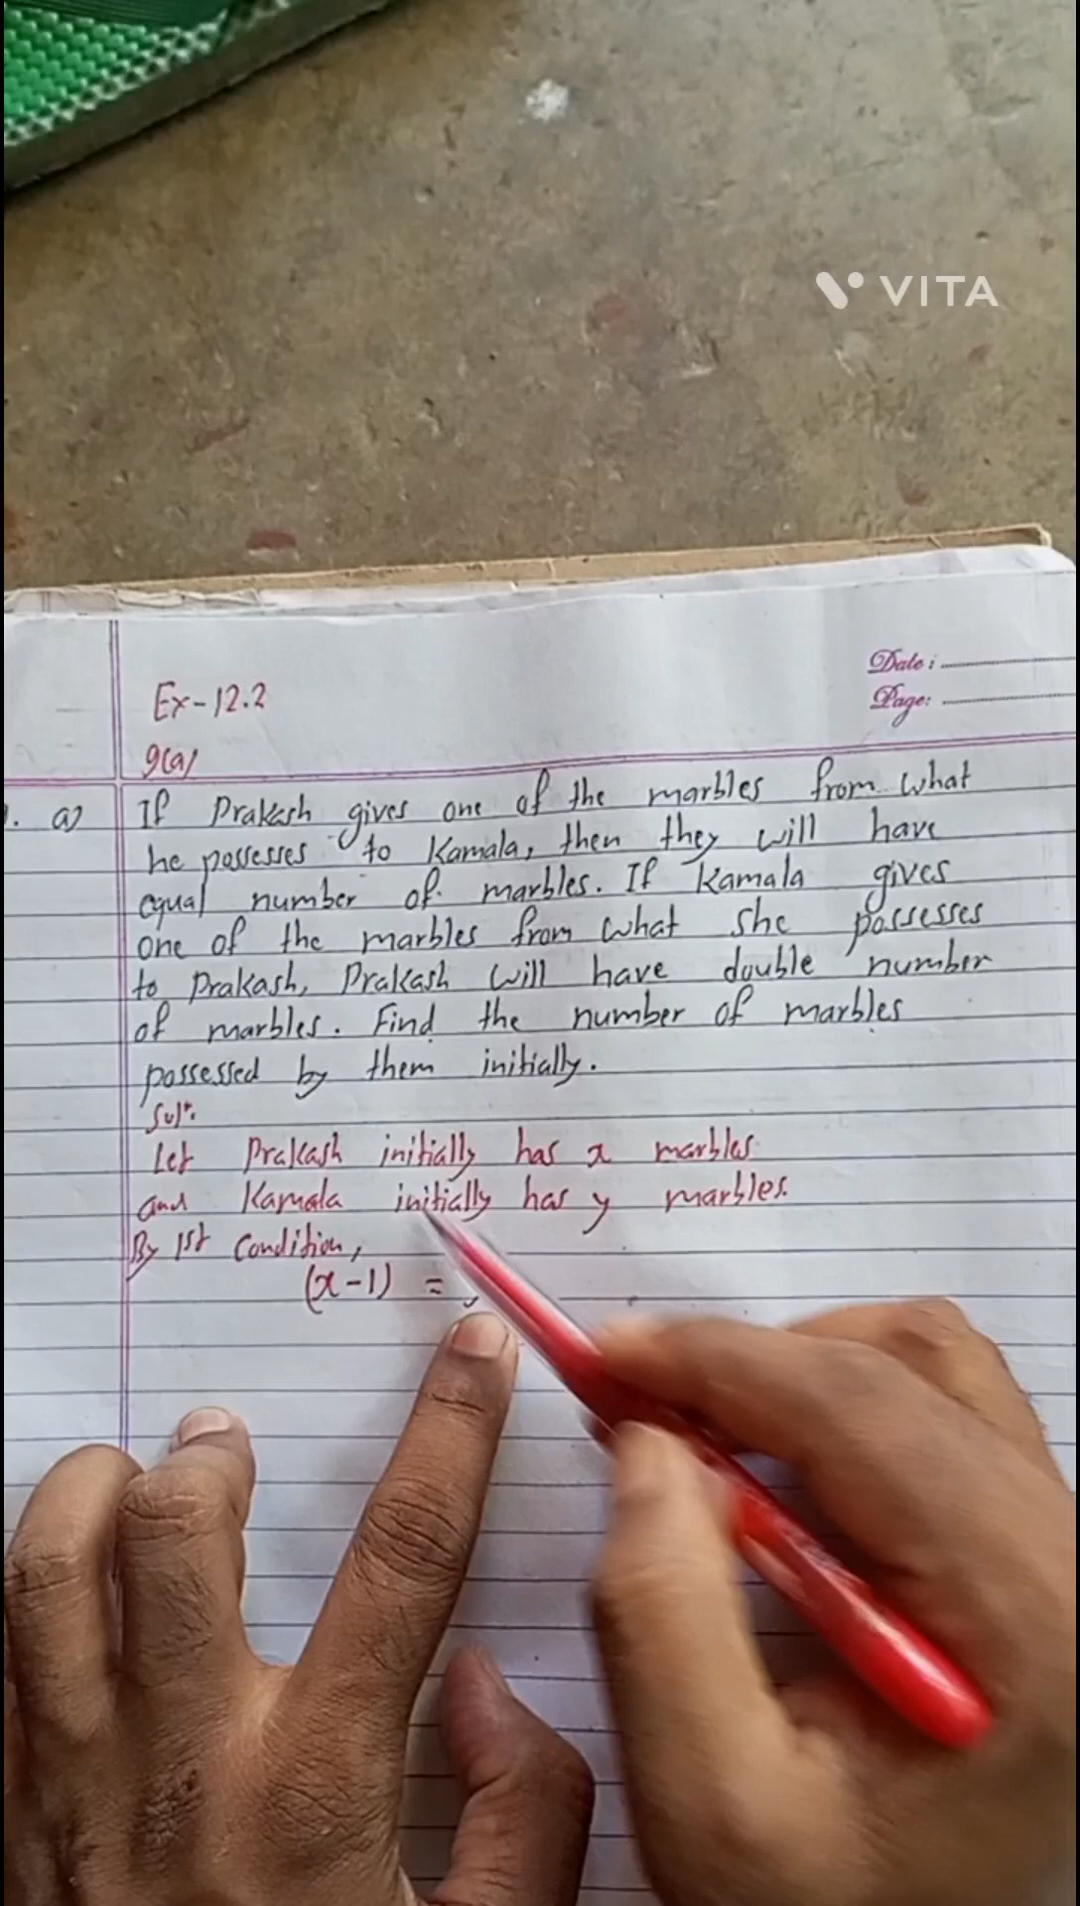 VITA
Date:
Page:
Ex-12.2
9(a)
a) If Prakash gives one of the marbles from what
he possesses to Kamala, then they will have
equal number of marbles. If Kamala gives
one of the marbles from what she possesses
to Prakash, Prakash will have double number
of marbles. Find the number of marbles
possessed by them initially.
Let Prakash initially has x marbles
and Kamala initially has y marbles.
By 1st Condition,
(x-1) =